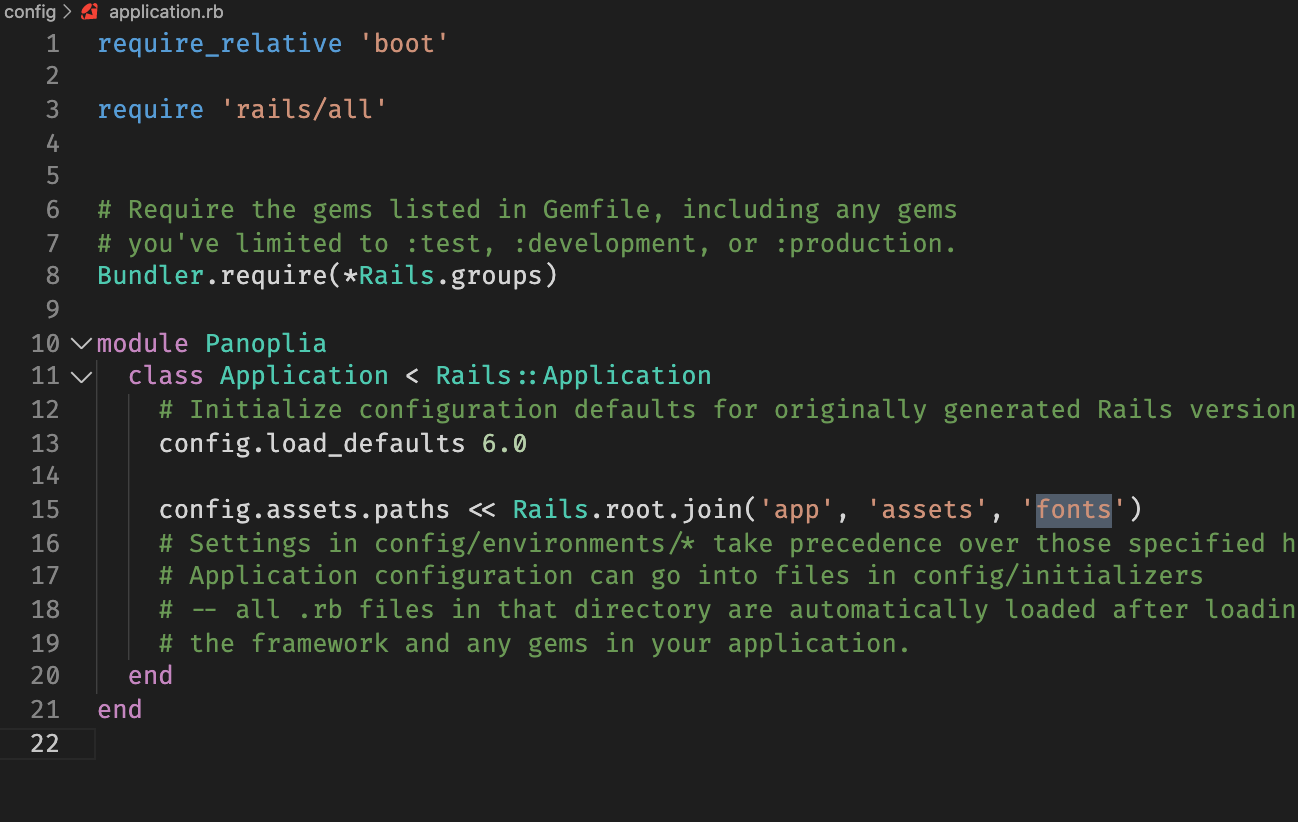 config > application.rb
1 require_relative 'boot'
2
3 require 'rails/all'
4
5
6 # Require the gems listed in Gemfile, including any gems
7 # you've limited to :test, :development, or :production.
8 Bundler.require(*Rails.groups)
9
10 module Panoplia
11 class Application < Rails::Application
12 # Initialize configuration defaults for originally generated Rails version
13 config.load_defaults 6.0
14
15 config.assets.paths << Rails.root.join('app', 'assets', 'fonts')
16 # Settings in config/environments/* take precedence over those specified h
17 # Application configuration can go into files in config/initializers
18 # -- all .rb files in that directory are automatically loaded after loadin
19 # the framework and any gems in your application.
20 end
21 end
22